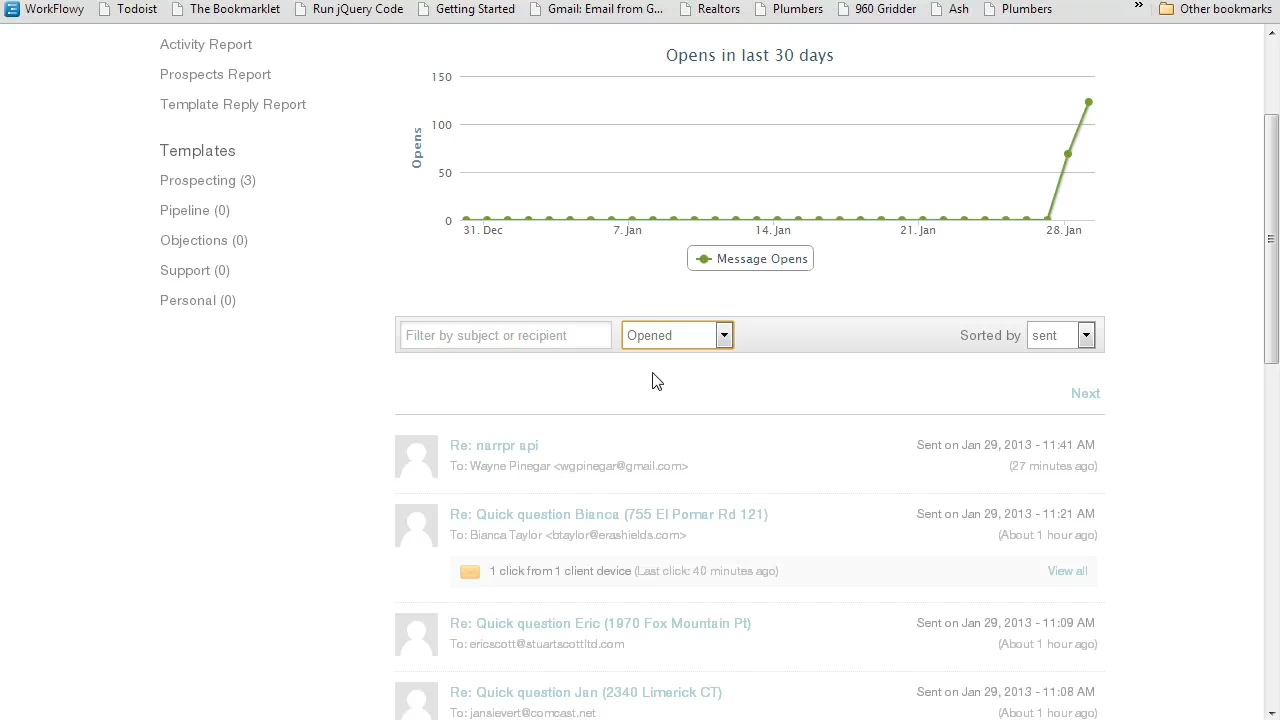 WorkFlowy Todoist The Bookmarklet Run jQuery Code Getting Started Gmail: Email from G... Realtors Plumbers 960 Gridder Ash Plumbers » Other bookmarks
Activity Report
Prospects Report
Template Reply Report
Templates
Prospecting (3)
Pipeline (0)
Objections (0)
Support (0)
Personal (0)
Opens in last 30 days
Opens
150
100
50
0
31. Dec 7. Jan 14. Jan 21. Jan 28. Jan
Message Opens
Filter by subject or recipient Opened Sorted by sent
Next
Re: narrpr api Sent on Jan 29, 2013 - 11:41 AM
To: Wayne Pinegar <wgpinegar@gmail.com> (27 minutes ago)
Re: Quick question Bianca (755 El Pomar Rd 121) Sent on Jan 29, 2013 - 11:21 AM
To: Bianca Taylor <btaylor@erashields.com> (About 1 hour ago)
1 click from 1 client device (Last click: 40 minutes ago) View all
Re: Quick question Eric (1970 Fox Mountain Pt) Sent on Jan 29, 2013 - 11:09 AM
To: ericscott@stuartscottltd.com (About 1 hour ago)
Re: Quick question Jan (2340 Limerick CT) Sent on Jan 29, 2013 - 11:08 AM
To: jansievert@comcast.net (About 1 hour ago)